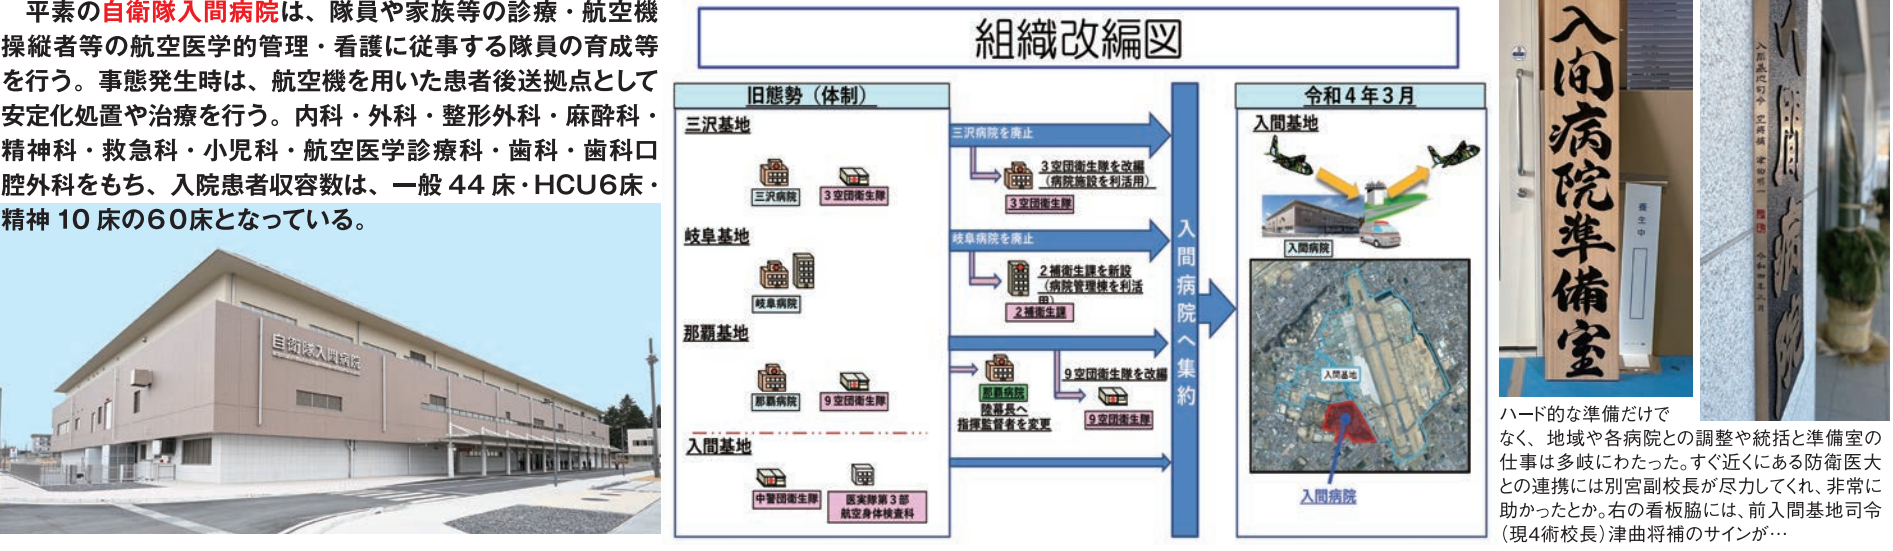 平素の自衛隊入間病院は、隊員や家族等の診療・航空機
操縦者等の航空医学的管理・看護に従事する隊員の育成等
を行う。事態発生時は、航空機を用いた患者後送拠点として
安定化処置や治療を行う。内科・外科・整形外科・麻酔科・
精神科・救急科・小児科・航空医学診療科・歯科・歯科口
腔外科をもち、入院患者収容数は、一般44床・HCU6床・
精神10床の60床となっている。
自衛隊入間病院
組織改編図
旧態勢（体制）
三沢基地
三沢病院
3空団衛生隊
岐阜基地
岐阜病院
那覇基地
那覇病院
9空団衛生隊
入間基地
中警団衛生隊
医実隊第3部
航空身体検査科
三沢病院を廃止
3空団衛生隊を改編
（病院施設を利活用）
3空団衛生隊
岐阜病院を廃止
2補衛生課を新設
（病院管理棟を利活
用）
2補衛生課
那覇病院
陸幕長へ
指揮監督者を変更
9空団衛生隊を改編
9空団衛生隊
入間病院へ集約
令和4年3月
入間基地
入間病院
入間基地
入間病院
入間病院準備室
養生中
入間病院
ハード的な準備だけで
なく、地域や各病院との調整や統括と準備室の
仕事は多岐にわたった。すぐ近くにある防衛医大
との連携には別宮副校長が尽力してくれ、非常に
助かったとか。右の看板脇には、前入間基地司令
（現4術校長）津曲将補のサインが…